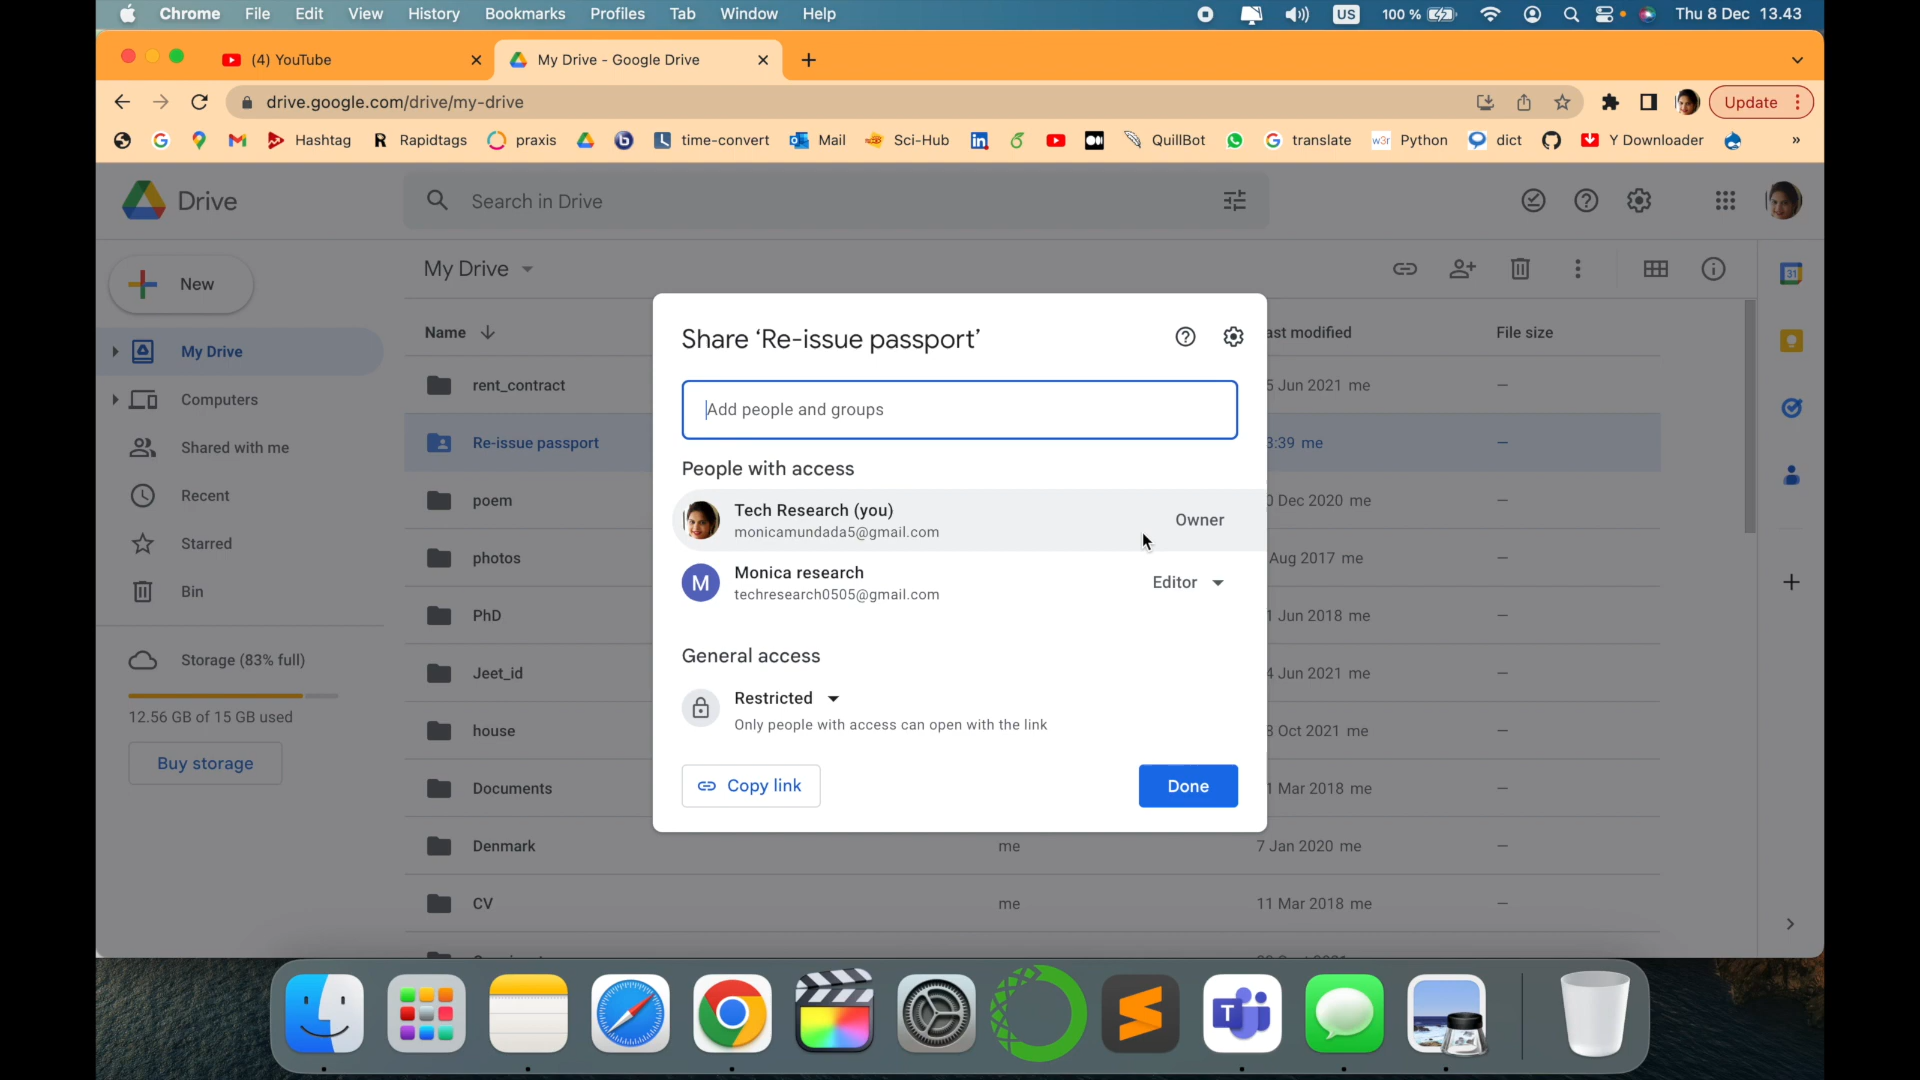 Chrome File Edit View History Bookmarks Profiles Tab Window Help US 100 % Thu 8 Dec 13.43
(4) YouTube My Drive - Google Drive
drive.google.com/drive/my-drive Update
Hashtag R Rapidtags praxis time-convert Mail Sci-Hub QuillBot translate w3r Python dict Y Downloader »
Drive Search in Drive
New
My Drive
Computers
Shared with me
Recent
Starred
Bin
Storage (83% full)
12.56 GB of 15 GB used
Buy storage
My Drive
Name ast modified File size
rent_contract 5 Jun 2021 me –
Re-issue passport 3:39 me –
poem 0 Dec 2020 me –
photos Aug 2017 me –
PhD 1 Jun 2018 me –
Jeet_id 4 Jun 2021 me –
house 3 Oct 2021 me –
Documents 1 Mar 2018 me –
Denmark me 7 Jan 2020 me –
CV me 11 Mar 2018 me –
Share ‘Re-issue passport’
Add people and groups
People with access
Tech Research (you)
monicamundada5@gmail.com
Owner
M
Monica research
techresearch0505@gmail.com
Editor
General access
Restricted
Only people with access can open with the link
Copy link
Done
31